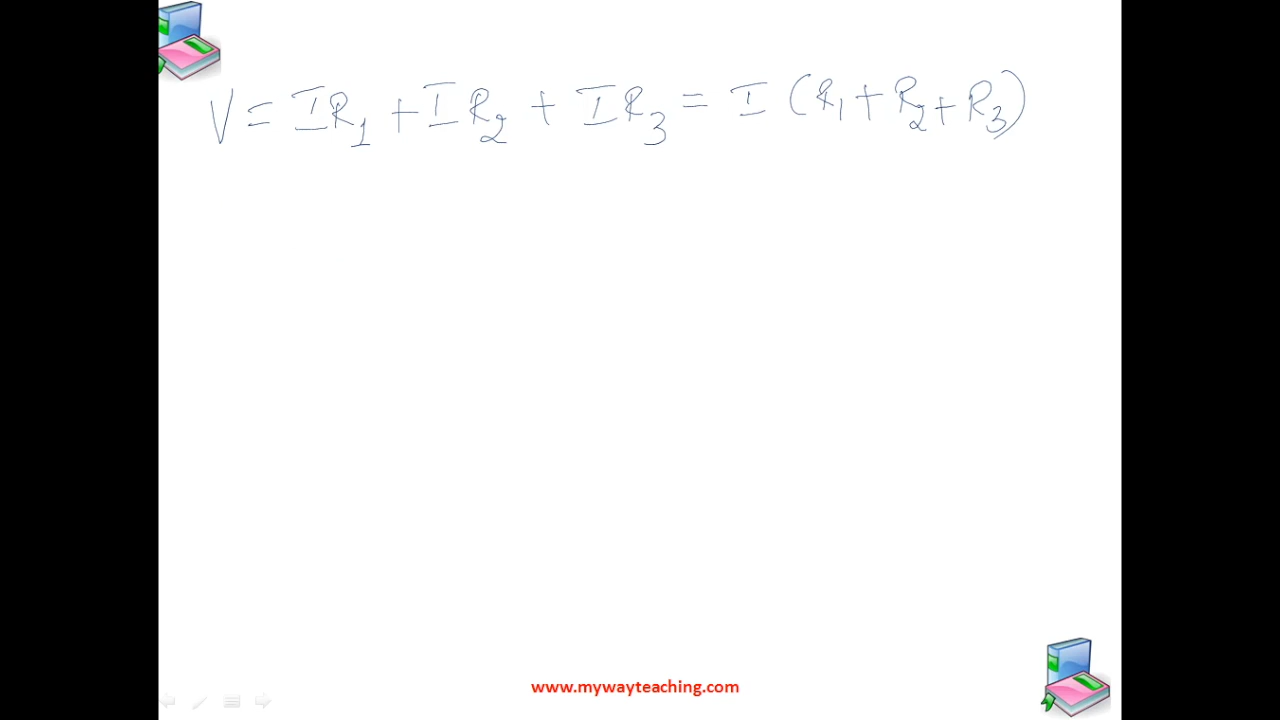 V = IR₁ + IR₂ + IR₃ = I (R₁ + R₂ + R₃)
www.mywayteaching.com